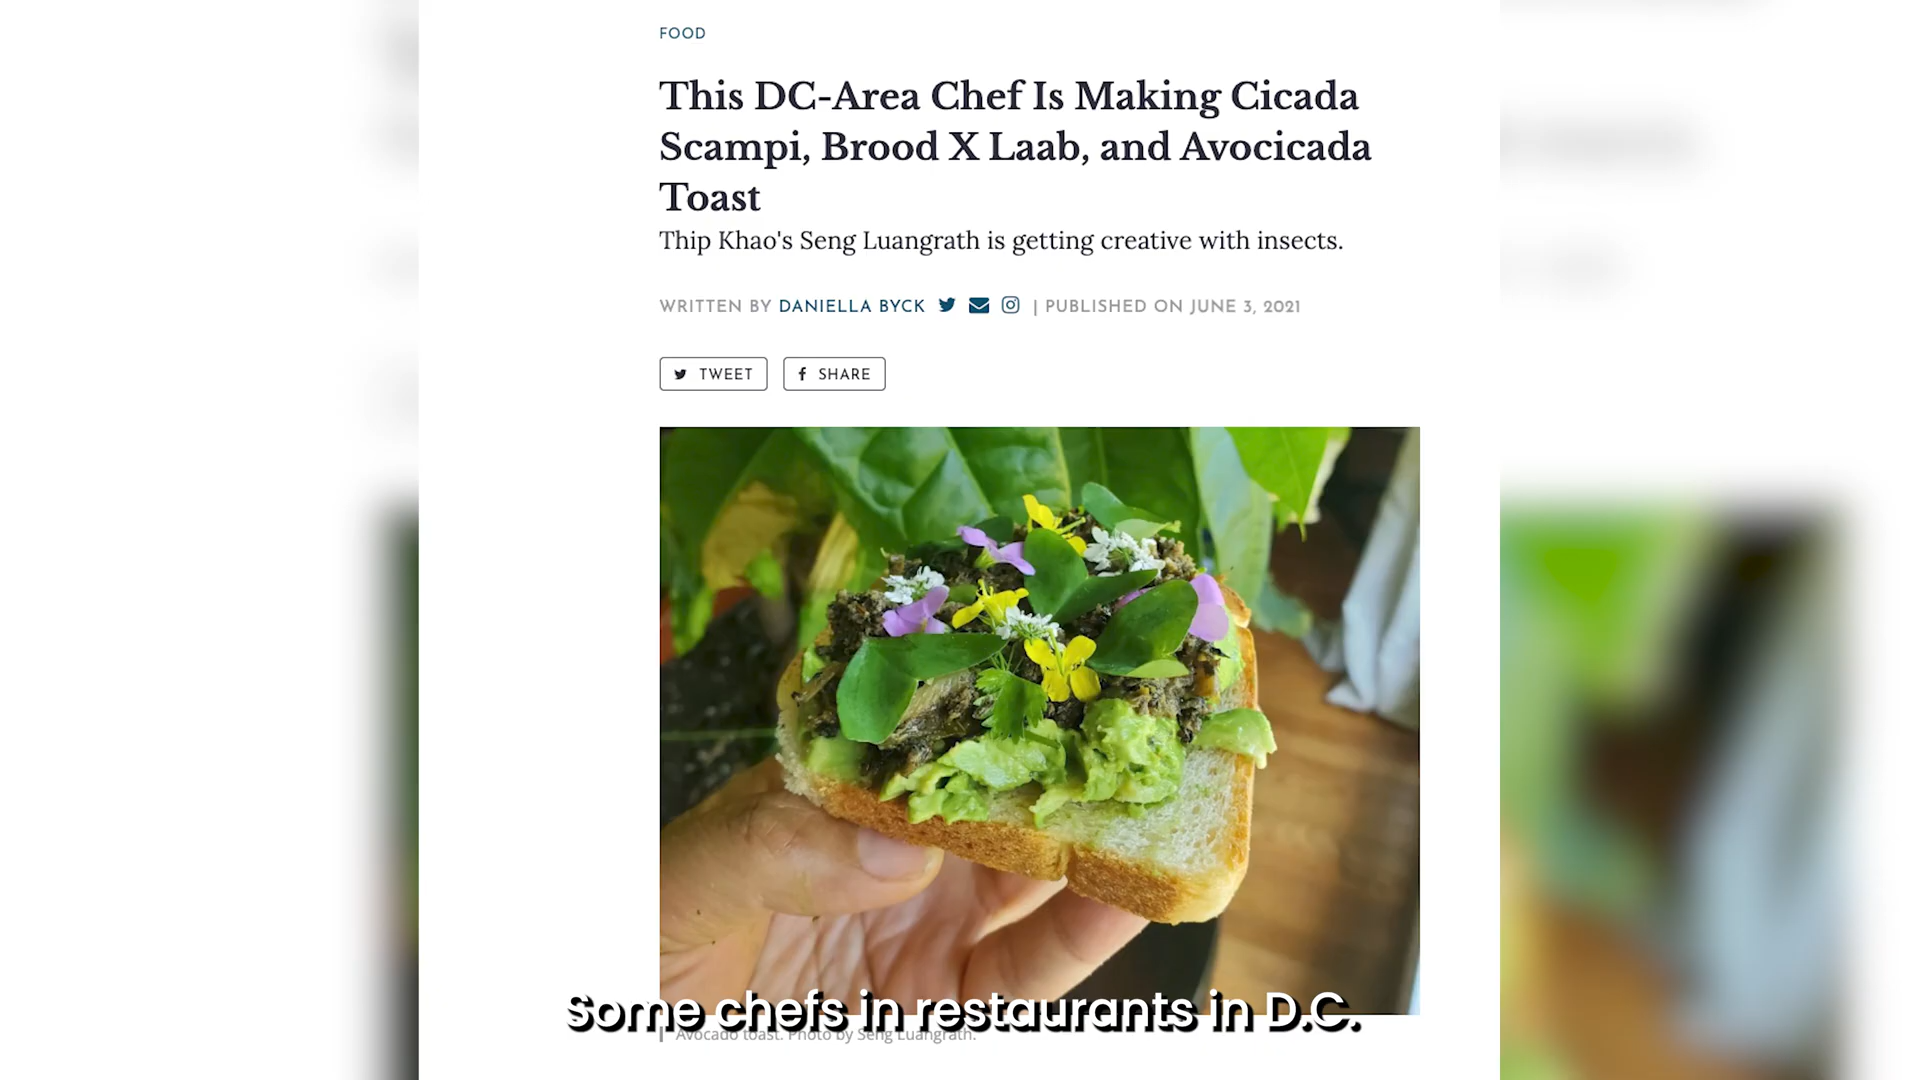 FOOD
This DC-Area Chef Is Making Cicada
Scampi, Brood X Laab, and Avocicada
Toast
Thip Khao's Seng Luangrath is getting creative with insects.
WRITTEN BY DANIELLA BYCK | PUBLISHED ON JUNE 3, 2021
TWEET SHARE
Some chefs in restaurants in D.C.
Avocado toast. Photo by Seng Luangrath.